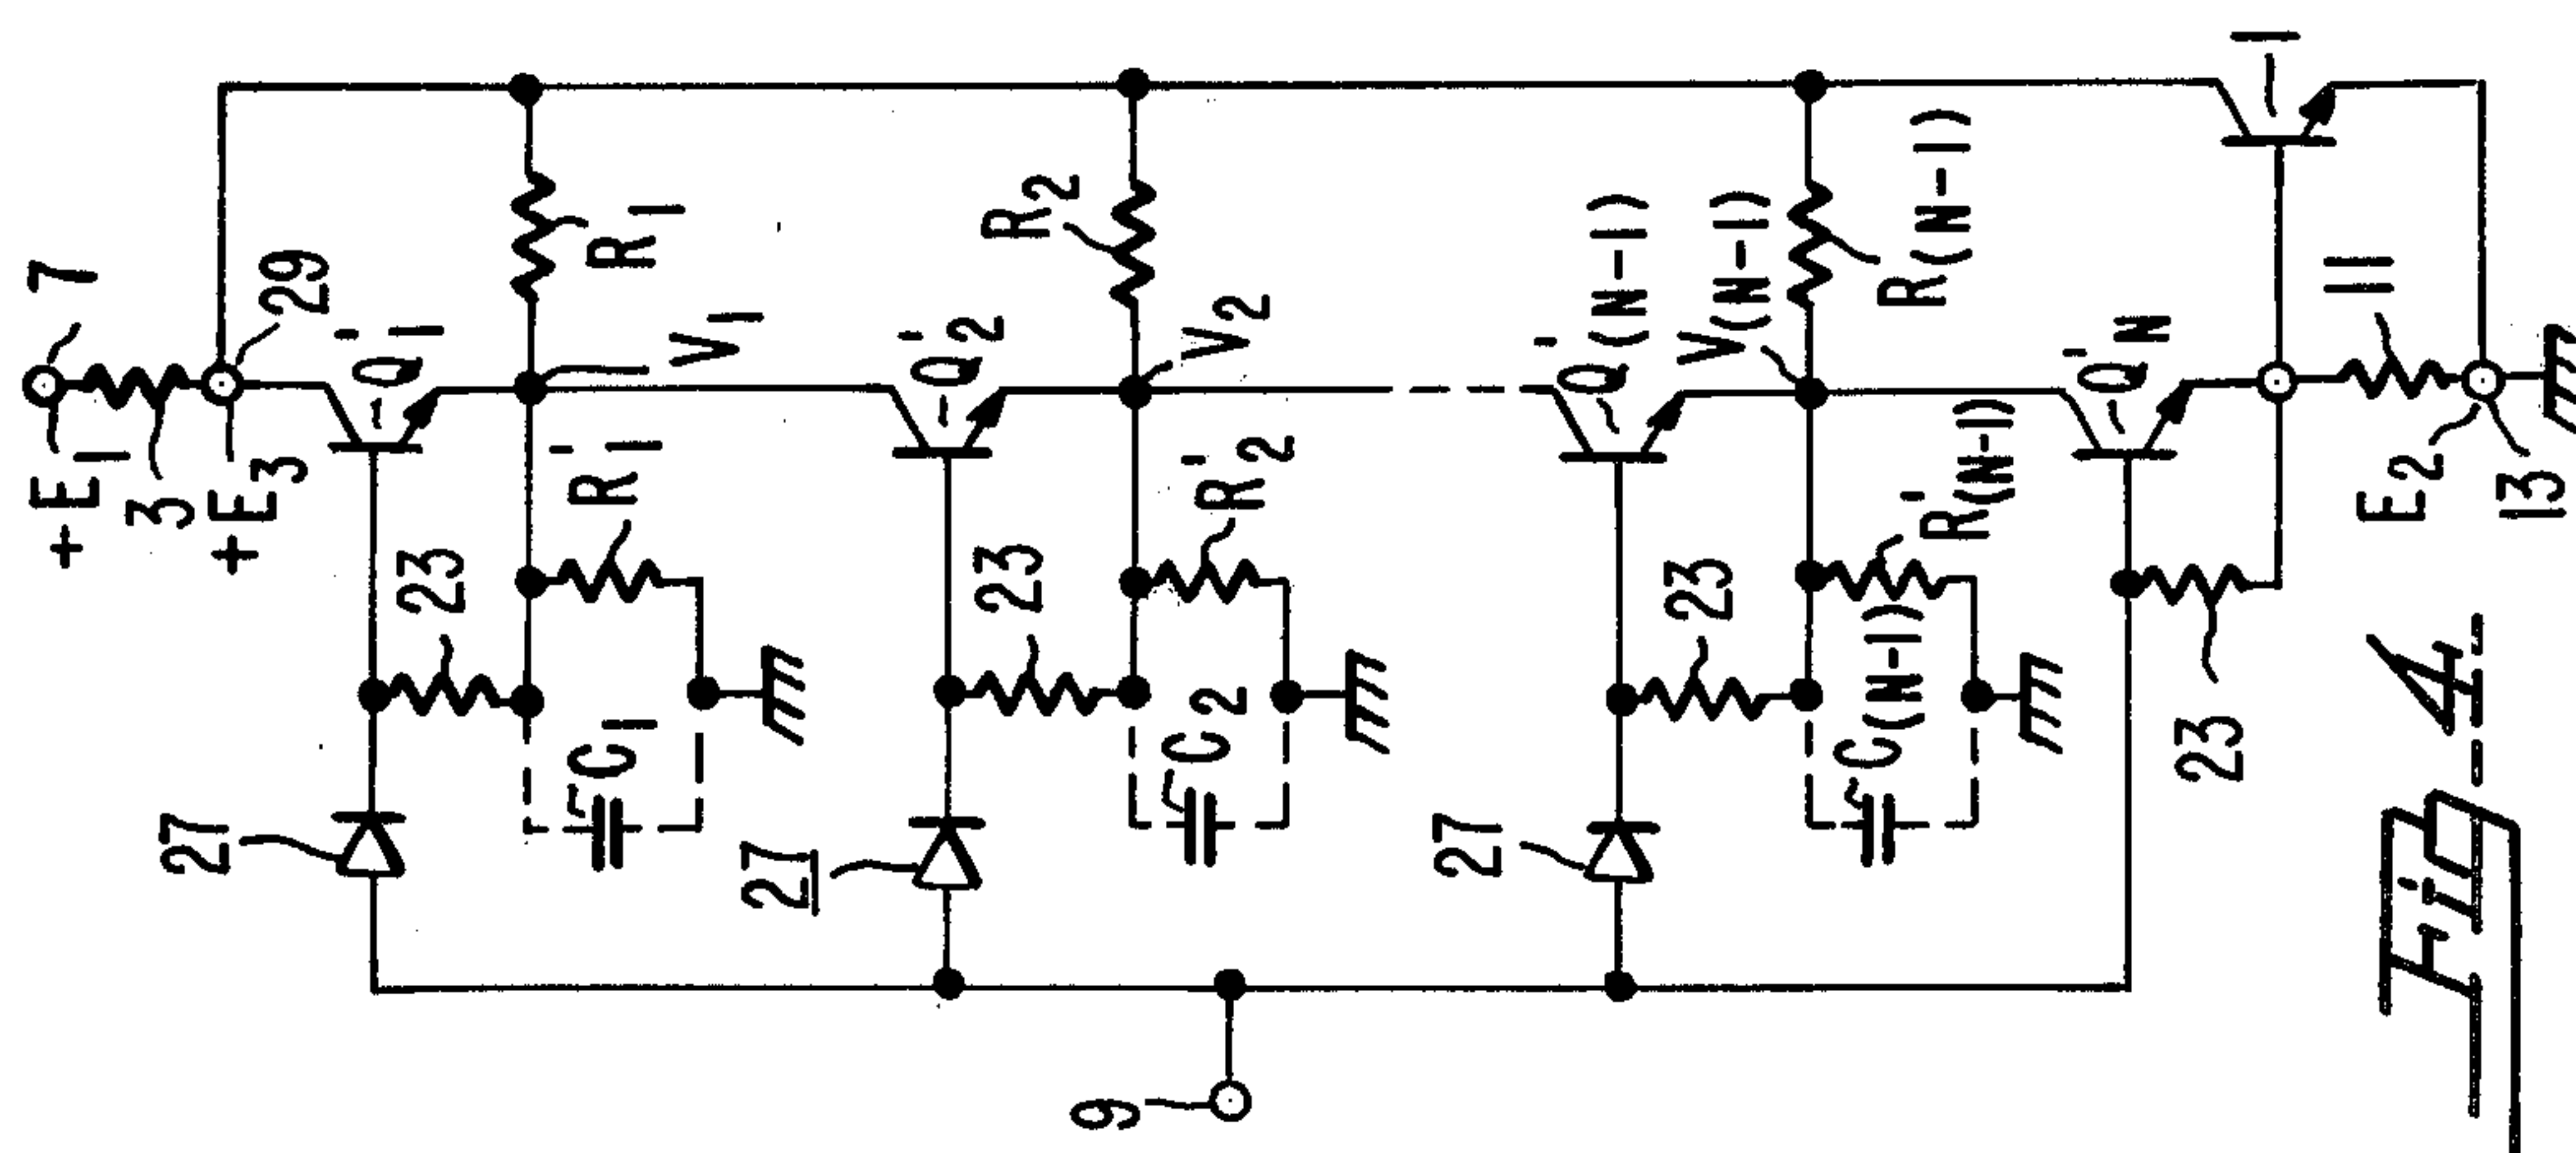 7
+E1
3
+E3
29
Q'1
R1
V1
R'1
23
C1
27
Q'2
R2
V2
R'2
23
C2
27
9
Q'(N-1)
V(N-1)
R(N-1)
R'(N-1)
23
C(N-1)
27
Q'N
1
11
23
E2
13
Fig 4